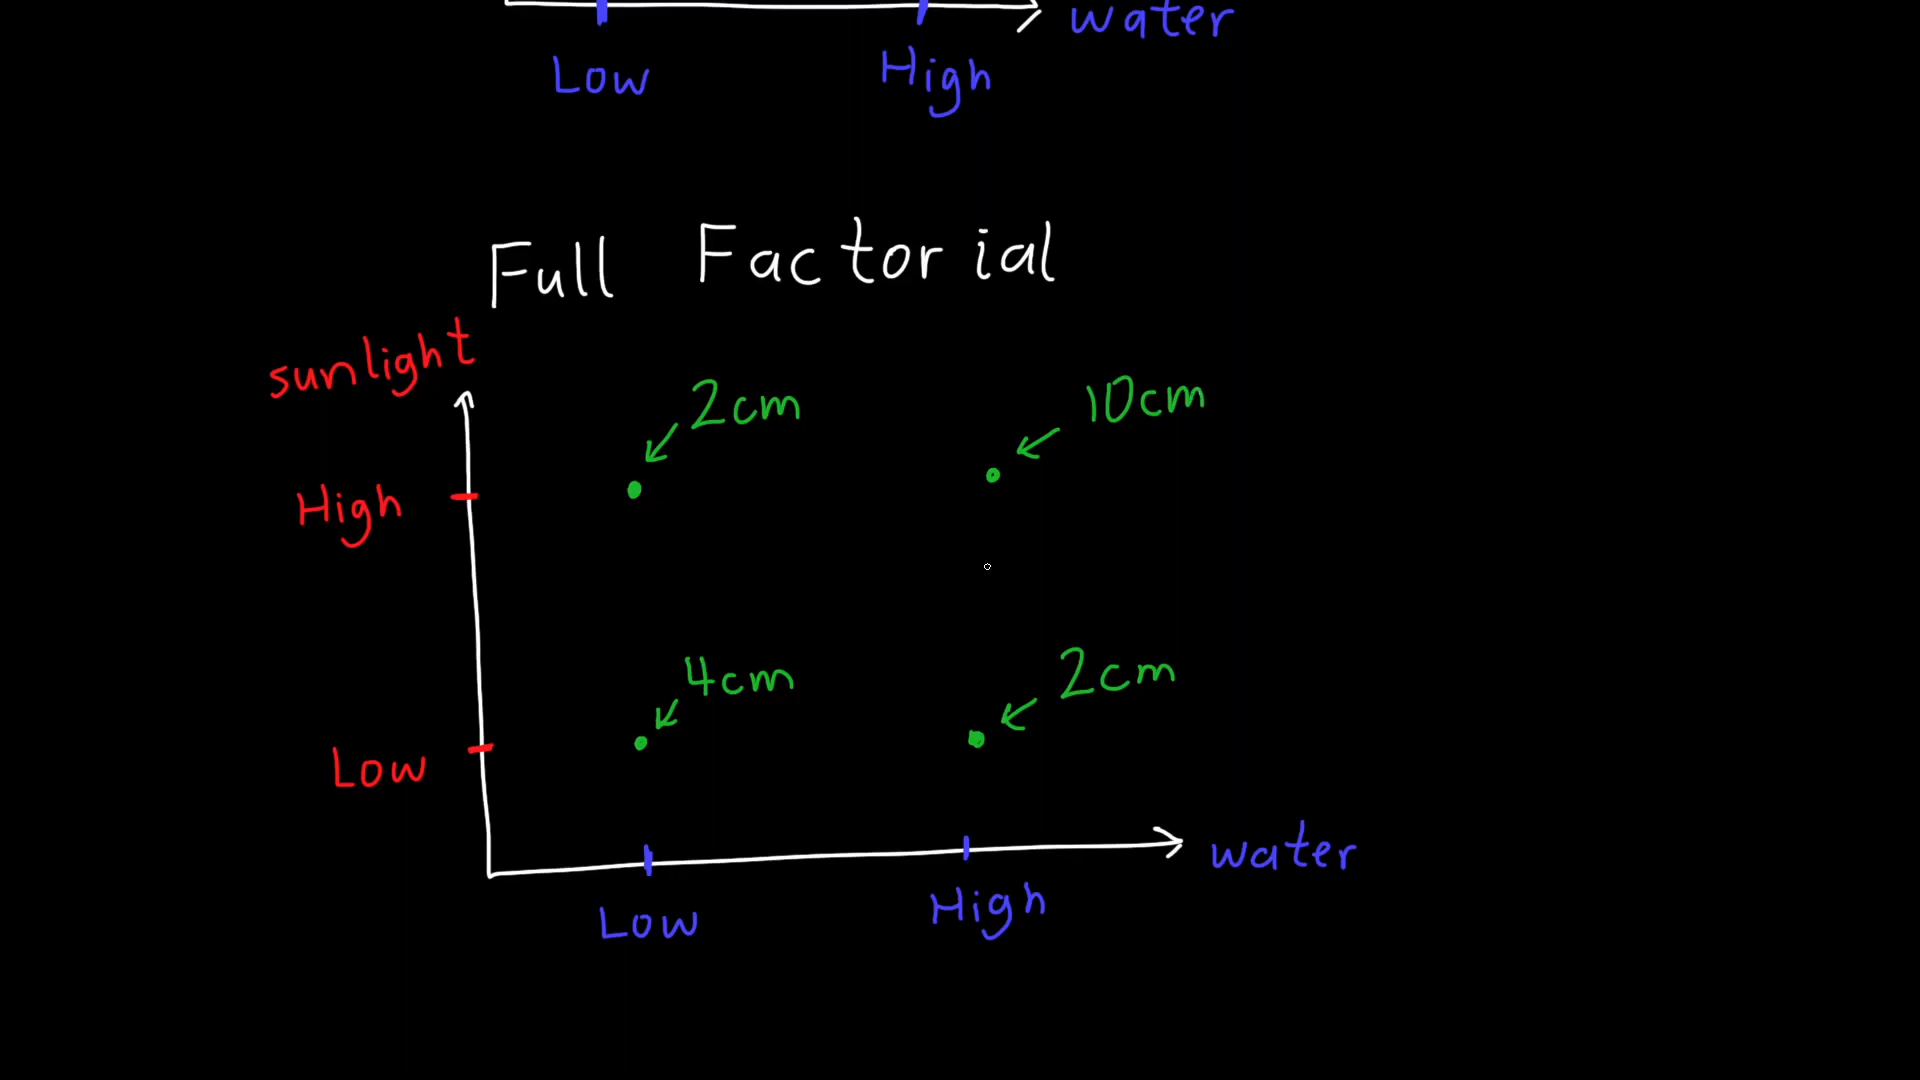 water
Low High
Full Factorial
sunlight
2cm 10cm
High
4cm 2cm
Low
water
Low High